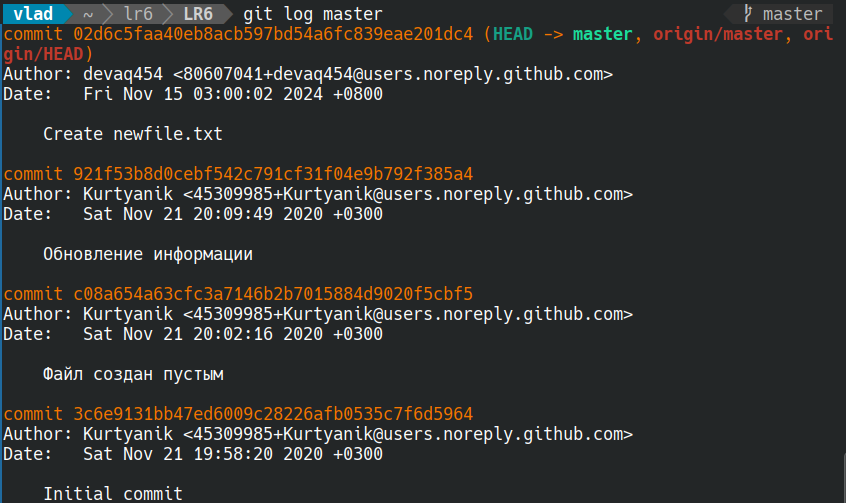 vlad ~ lr6 LR6 git log master master
commit 02d6c5faa40eb8acb597bd54a6fc839eae201dc4 (HEAD -> master, origin/master, ori
gin/HEAD)
Author: devaq454 <80607041+devaq454@users.noreply.github.com>
Date:   Fri Nov 15 03:00:02 2024 +0800
Create newfile.txt
commit 921f53b8d0cebf542c791cf31f04e9b792f385a4
Author: Kurtyanik <45309985+Kurtyanik@users.noreply.github.com>
Date:   Sat Nov 21 20:09:49 2020 +0300
Обновление информации
commit c08a654a63cfc3a7146b2b7015884d9020f5cbf5
Author: Kurtyanik <45309985+Kurtyanik@users.noreply.github.com>
Date:   Sat Nov 21 20:02:16 2020 +0300
Файл создан пустым
commit 3c6e9131bb47ed6009c28226afb0535c7f6d5964
Author: Kurtyanik <45309985+Kurtyanik@users.noreply.github.com>
Date:   Sat Nov 21 19:58:20 2020 +0300
Initial commit